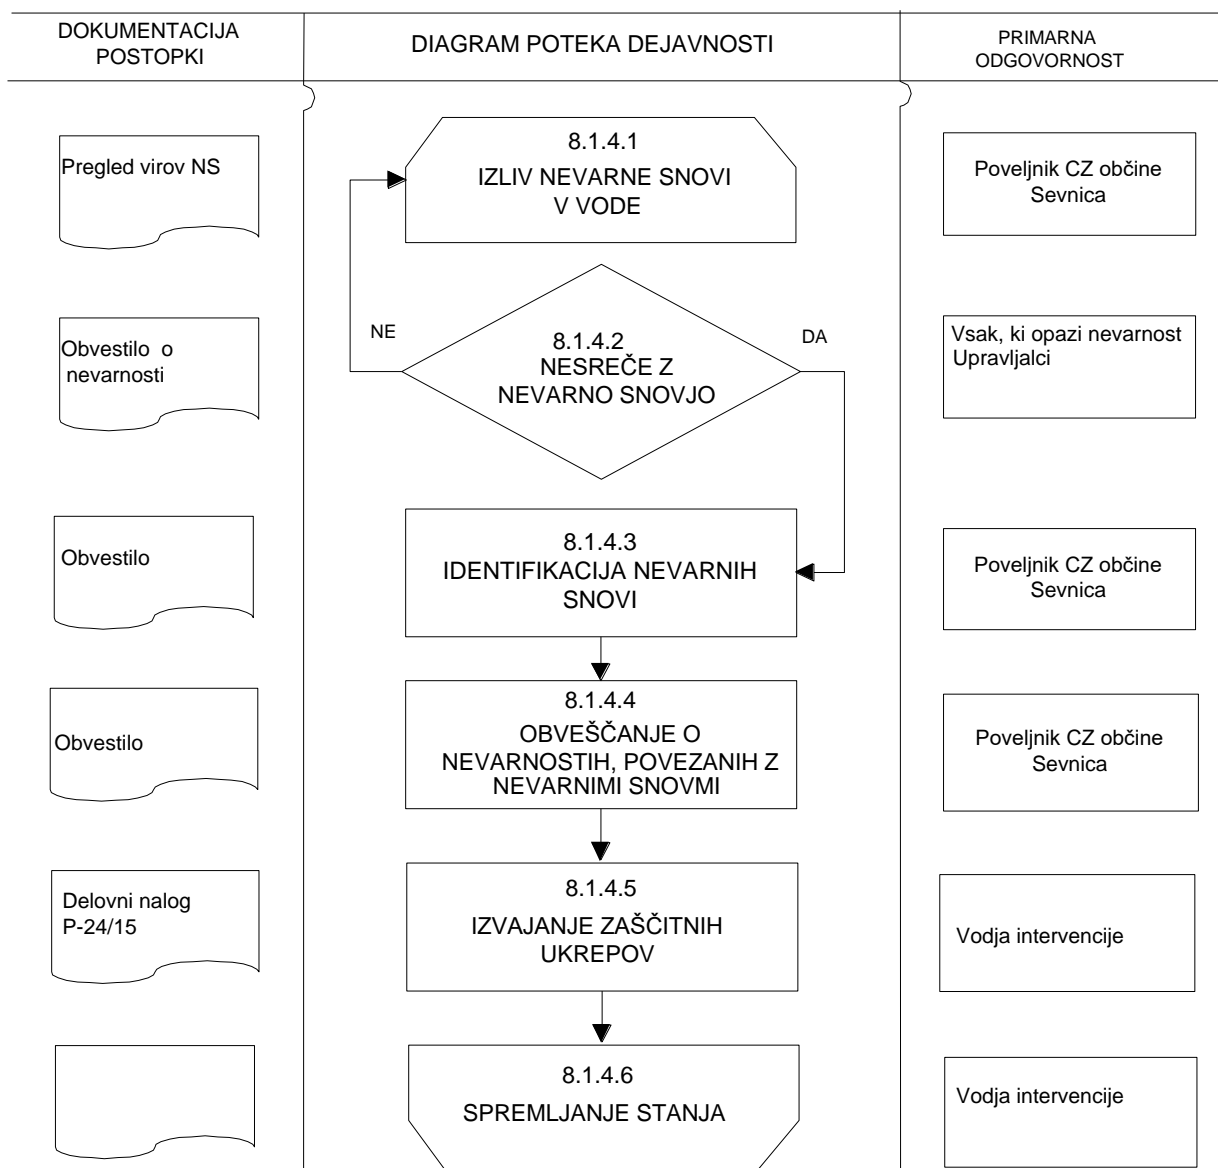 DOKUMENTACIJA
POSTOPKI
DIAGRAM POTEKA DEJAVNOSTI
PRIMARNA
ODGOVORNOST
Pregled virov NS
8.1.4.1
IZLIV NEVARNE SNOVI
V VODE
Poveljnik CZ občine
Sevnica
Obvestilo o
nevarnosti
NE
8.1.4.2
NESREČE Z
NEVARNO SNOVJO
DA
Vsak, ki opazi nevarnost
Upravljalci
Obvestilo
8.1.4.3
IDENTIFIKACIJA NEVARNIH
SNOVI
Poveljnik CZ občine
Sevnica
Obvestilo
8.1.4.4
OBVEŠČANJE O
NEVARNOSTIH, POVEZANIH Z
NEVARNIMI SNOVMI
Poveljnik CZ občine
Sevnica
Delovni nalog
P-24/15
8.1.4.5
IZVAJANJE ZAŠČITNIH
UKREPOV
Vodja intervencije
8.1.4.6
SPREMLJANJE STANJA
Vodja intervencije